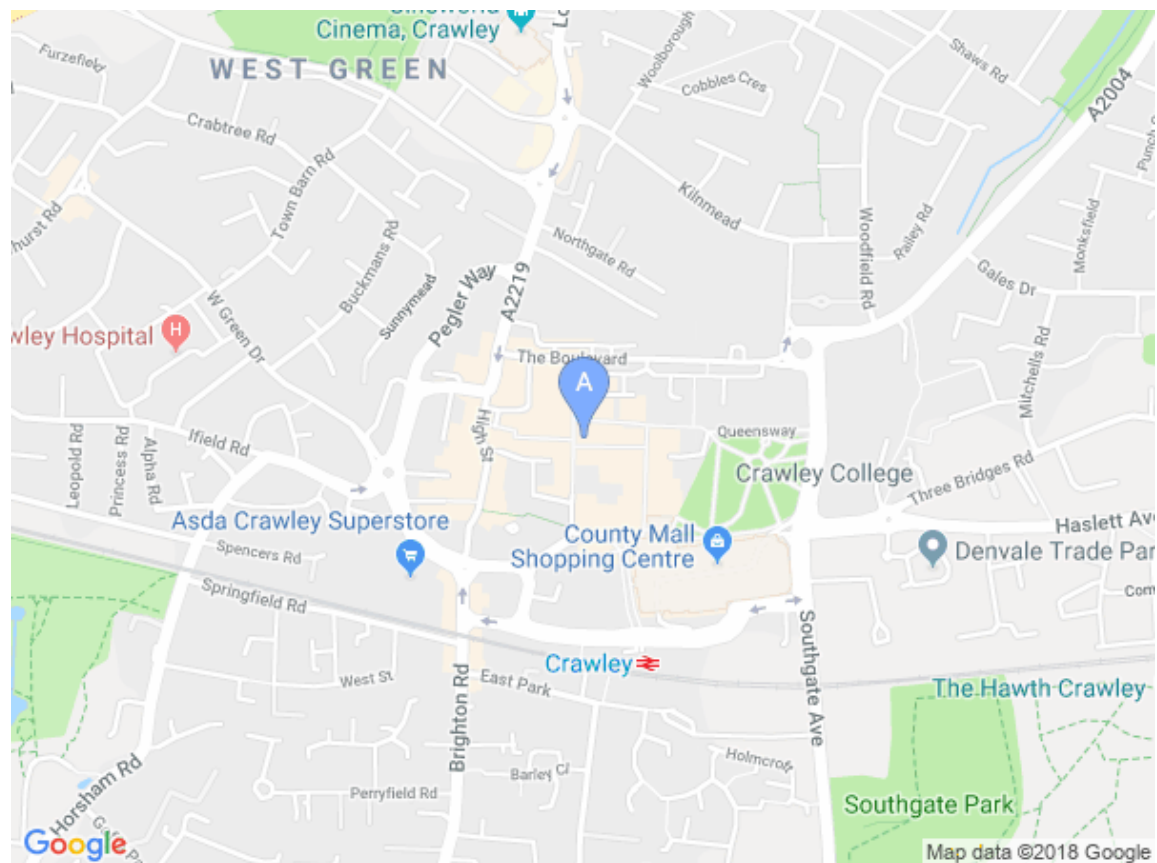 Cinema, Crawley
WEST GREEN
Furzefield
Crabtree Rd
Town Barn Rd
Buckmans Rd
Sunnymead
W Green Dr
hurst Rd
wley Hospital
H
Pegler Way
A2219
Northgate Rd
Kilnmead
Woolborough
Cobbles Cres
Shaws Rd
A2004
Woodfield Rd
Railey Rd
Gales Dr
Monksfield
Punch
Mitchells Rd
The Boulevard
A
High St
Queensway
Crawley College
Three Bridges Rd
Haslett Av
Denvale Trade Par
Com
Leopold Rd
Princess Rd
Alpha Rd
Ifield Rd
Asda Crawley Superstore
Spencers Rd
Springfield Rd
County Mall
Shopping Centre
Crawley
Southgate Ave
The Hawth Crawley
West St
East Park
Brighton Rd
Barley Cl
Holmcroft
Perryfield Rd
Horsham Rd
Southgate Park
Google
Map data ©2018 Google